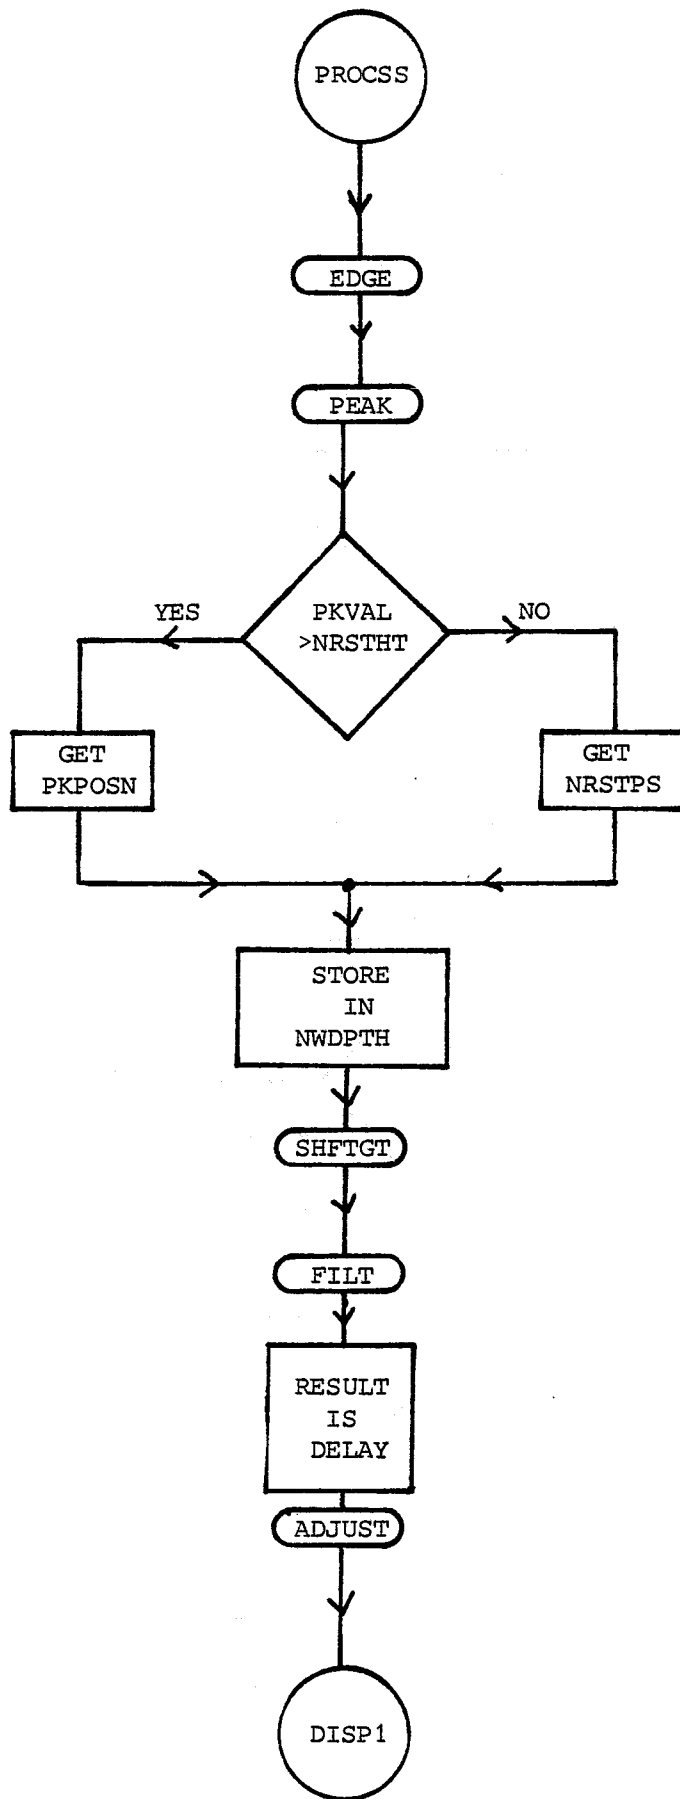 PROCSS
EDGE
PEAK
PKVAL
>NRSTHT
YES
NO
GET
PKPOSN
GET
NRSTPS
STORE
IN
NWDPTH
SHFTGT
FILT
RESULT
IS
DELAY
ADJUST
DISP1